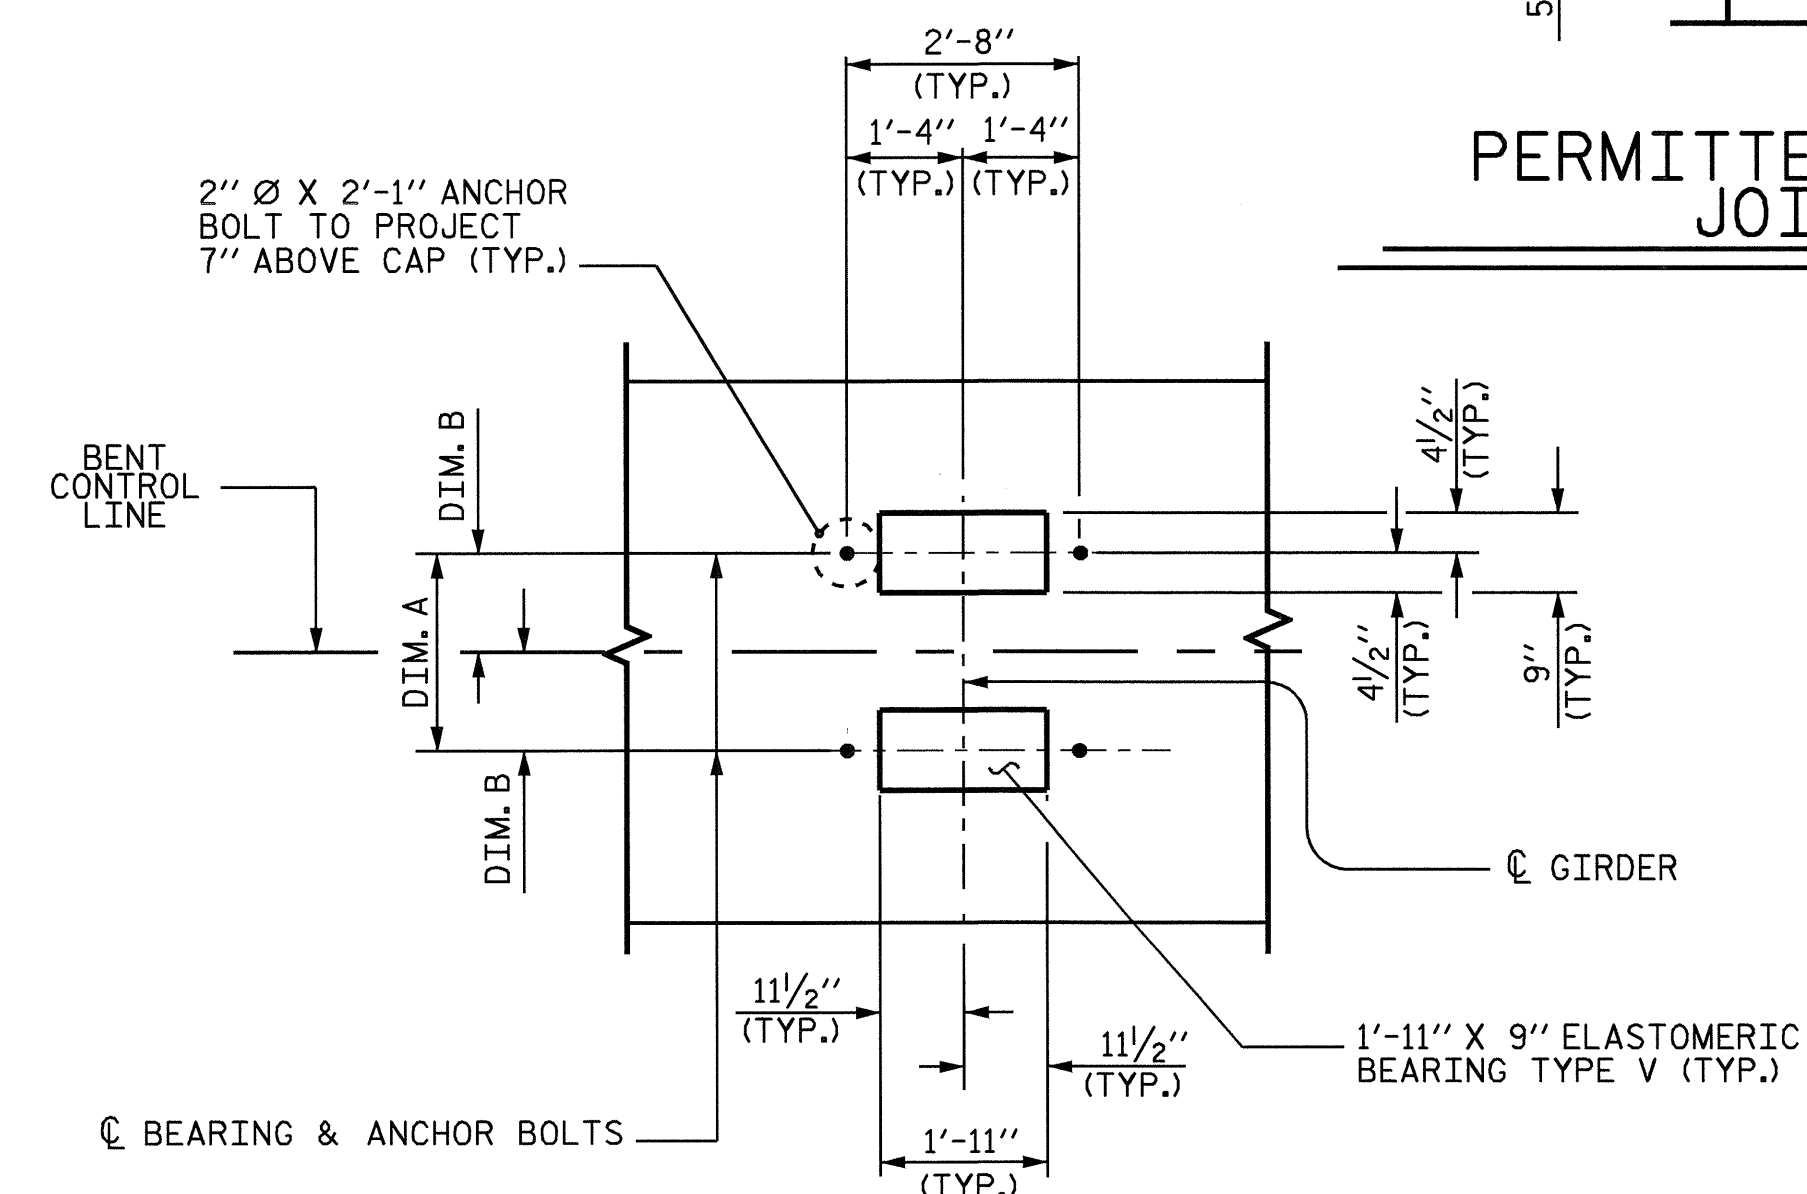 2'-8"
(TYP.)
1'-4" 1'-4"
(TYP.) (TYP.)
5
PERMITTE
JOI
2" Ø X 2'-1" ANCHOR
BOLT TO PROJECT
7" ABOVE CAP (TYP.)
BENT
CONTROL
LINE
DIM. B
DIM. A
DIM. B
4½"
(TYP.)
4½"
(TYP.)
9"
(TYP.)
℄ GIRDER
11½"
(TYP.)
11½"
(TYP.)
1'-11" X 9" ELASTOMERIC
BEARING TYPE V (TYP.)
℄ BEARING & ANCHOR BOLTS
1'-11"
(TYP.)